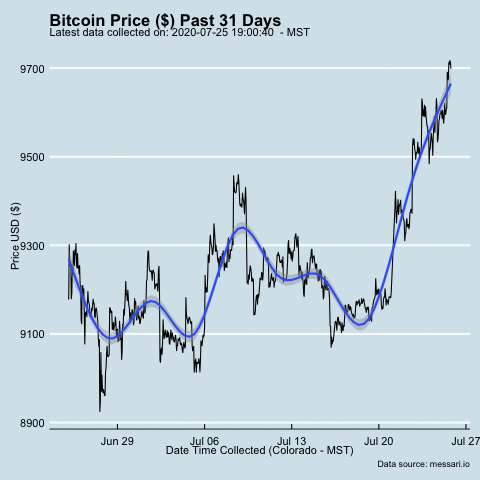 Bitcoin Price ($) Past 31 Days
Latest data collected on: 2020-07-25 19:00:40 - MST
Price USD ($)
9700
9500
9300
9100
8900
Jun 29 Jul 06 Jul 13 Jul 20 Jul 27
Date Time Collected (Colorado - MST)
Data source: messari.io